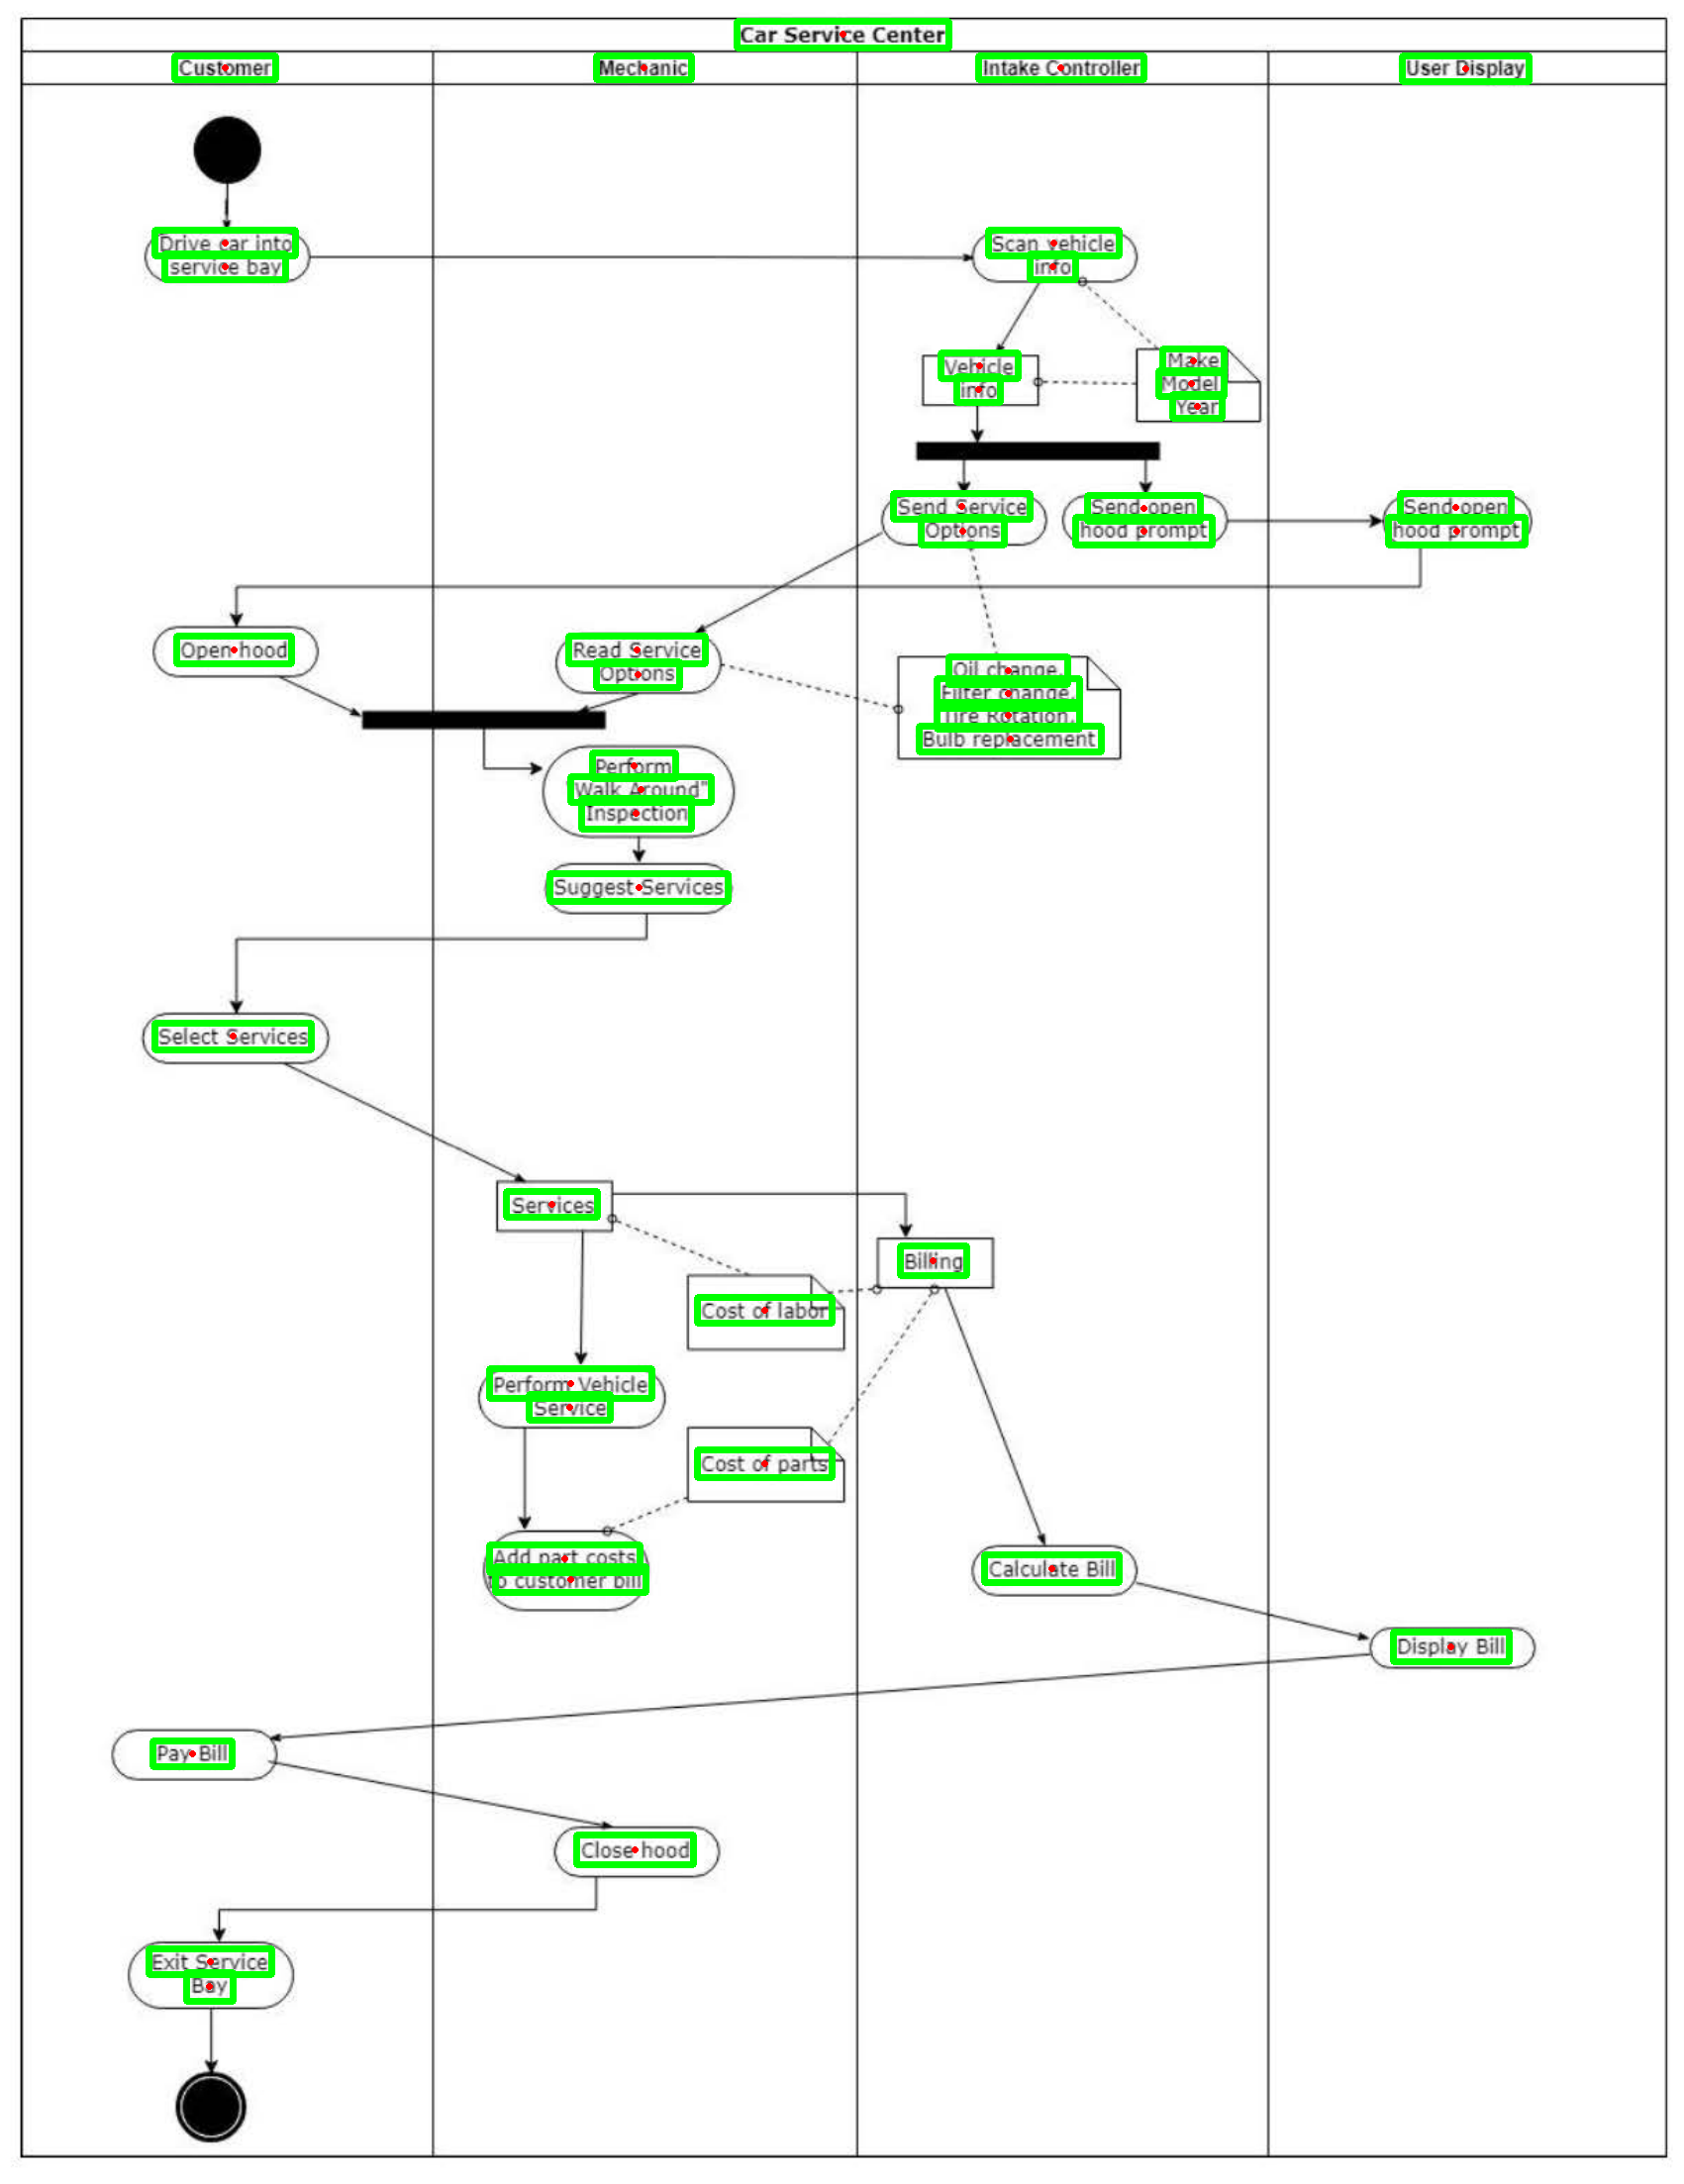 Car Service Center
Customer
Mechanic
Intake Controller
User Display
Drive car into
service bay
Scan vehicle
info
Vehicle
info
Make
Model
Year
Send Service
Options
Send open
hood prompt
Send open
hood prompt
Open hood
Read Service
Options
Oil change,
Filter change,
Tire Rotation,
Bulb replacement
Perform
"Walk Around"
Inspection
Suggest Services
Select Services
Services
Billing
Cost of labor
Perform Vehicle
Service
Cost of parts
Add part costs
to customer bill
Calculate Bill
Display Bill
Pay Bill
Close hood
Exit Service
Bay